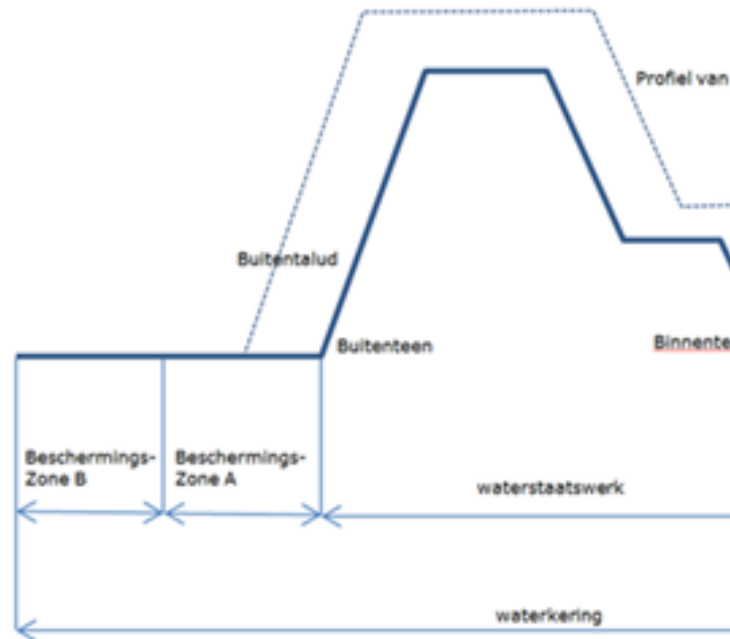 Profiel van
Buitentalud
Buitenteen
Binnente
Beschermings-
Zone B
Beschermings-
Zone A
waterstaatswerk
waterkering